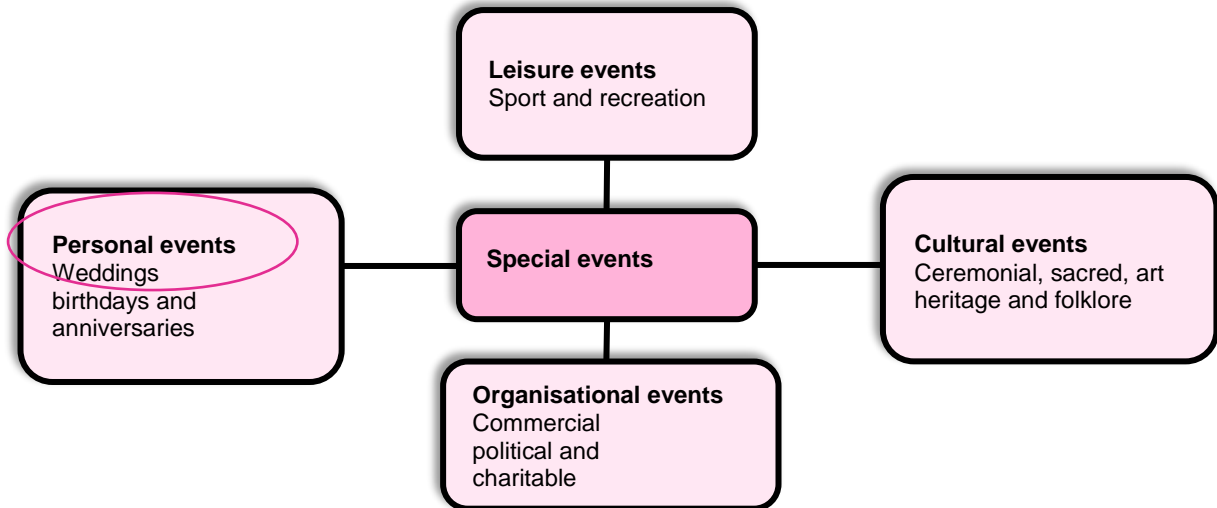 Leisure events
Sport and recreation
Personal events
Weddings
birthdays and
anniversaries
Special events
Cultural events
Ceremonial, sacred, art
heritage and folklore
Organisational events
Commercial
political and
charitable